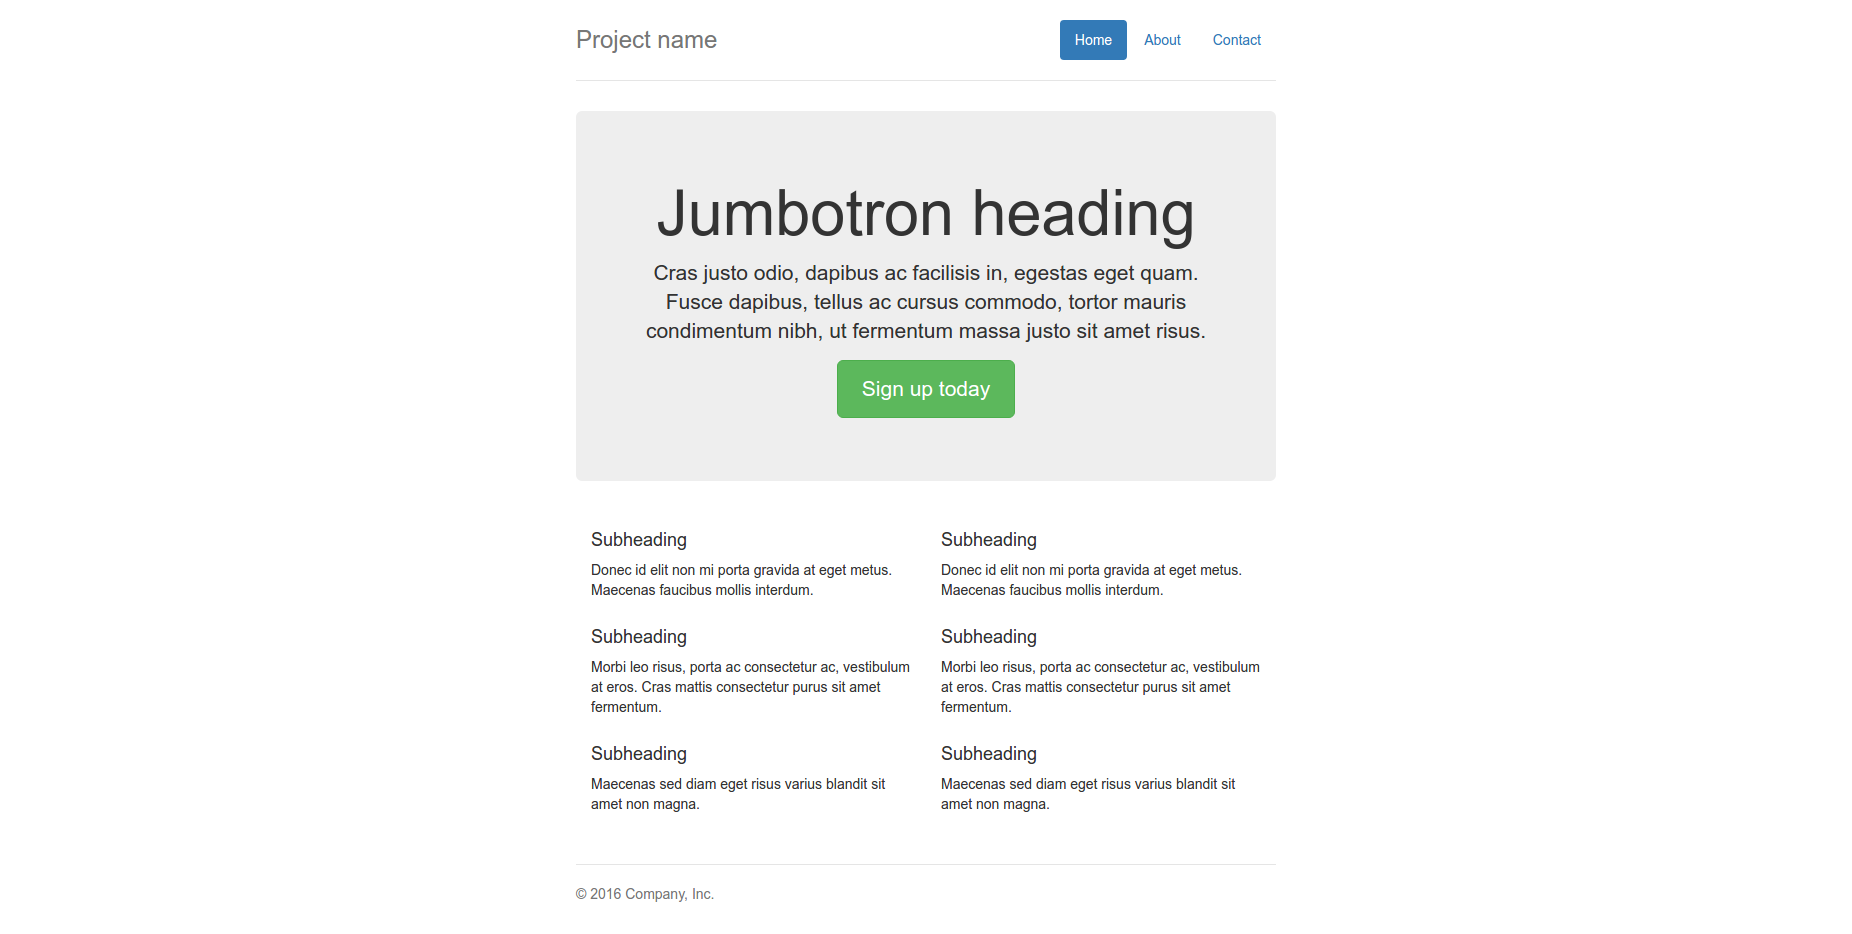 Project name
Home About Contact
Jumbotron heading
Cras justo odio, dapibus ac facilisis in, egestas eget quam.
Fusce dapibus, tellus ac cursus commodo, tortor mauris
condimentum nibh, ut fermentum massa justo sit amet risus.
Sign up today
Subheading
Donec id elit non mi porta gravida at eget metus.
Maecenas faucibus mollis interdum.
Subheading
Morbi leo risus, porta ac consectetur ac, vestibulum
at eros. Cras mattis consectetur purus sit amet
fermentum.
Subheading
Maecenas sed diam eget risus varius blandit sit
amet non magna.
Subheading
Donec id elit non mi porta gravida at eget metus.
Maecenas faucibus mollis interdum.
Subheading
Morbi leo risus, porta ac consectetur ac, vestibulum
at eros. Cras mattis consectetur purus sit amet
fermentum.
Subheading
Maecenas sed diam eget risus varius blandit sit
amet non magna.
© 2016 Company, Inc.